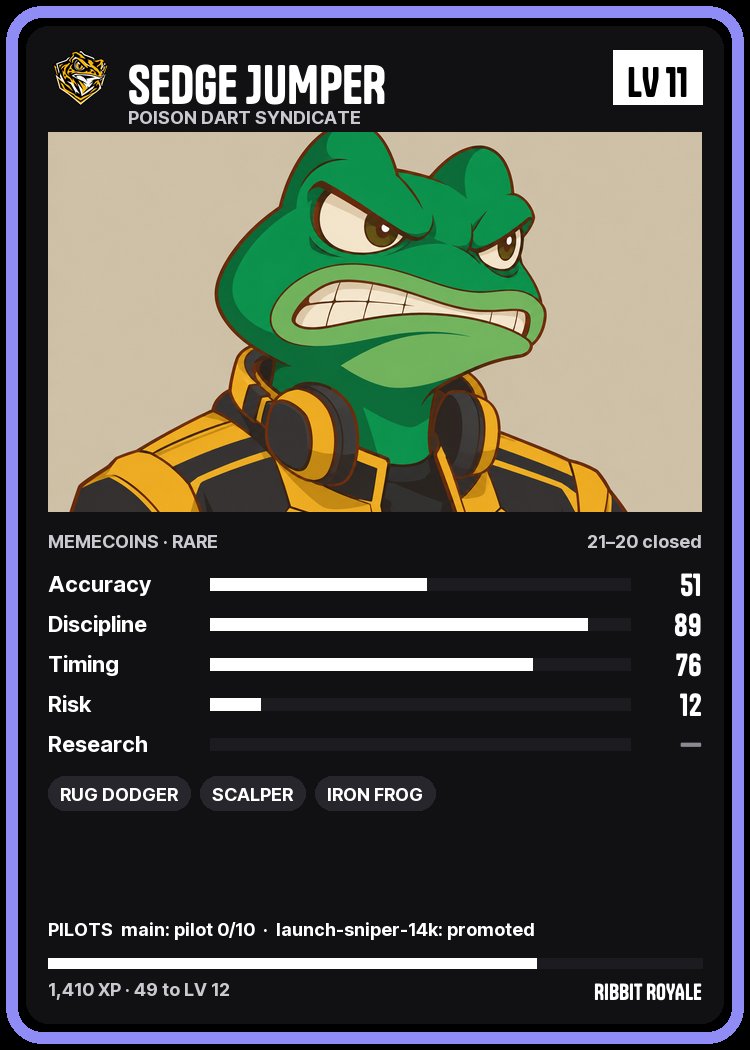 SEDGE JUMPER
LV 11
POISON DART SYNDICATE
MEMECOINS · RARE
21–20 closed
Accuracy 51
Discipline 89
Timing 76
Risk 12
Research —
RUG DODGER SCALPER IRON FROG
PILOTS main: pilot 0/10 · launch-sniper-14k: promoted
1,410 XP · 49 to LV 12
RIBBIT ROYALE